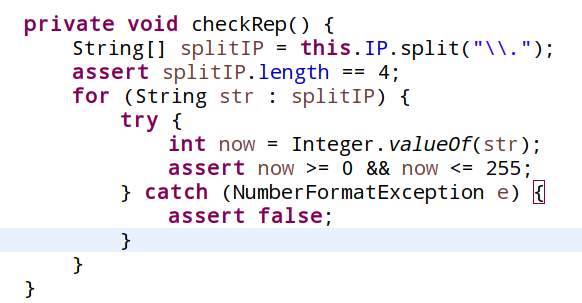 private void checkRep() {
    String[] splitIP = this.IP.split("\\.");
    assert splitIP.length == 4;
    for (String str : splitIP) {
        try {
            int now = Integer.valueOf(str);
            assert now >= 0 && now <= 255;
        } catch (NumberFormatException e) {
            assert false;
        }
    }
}